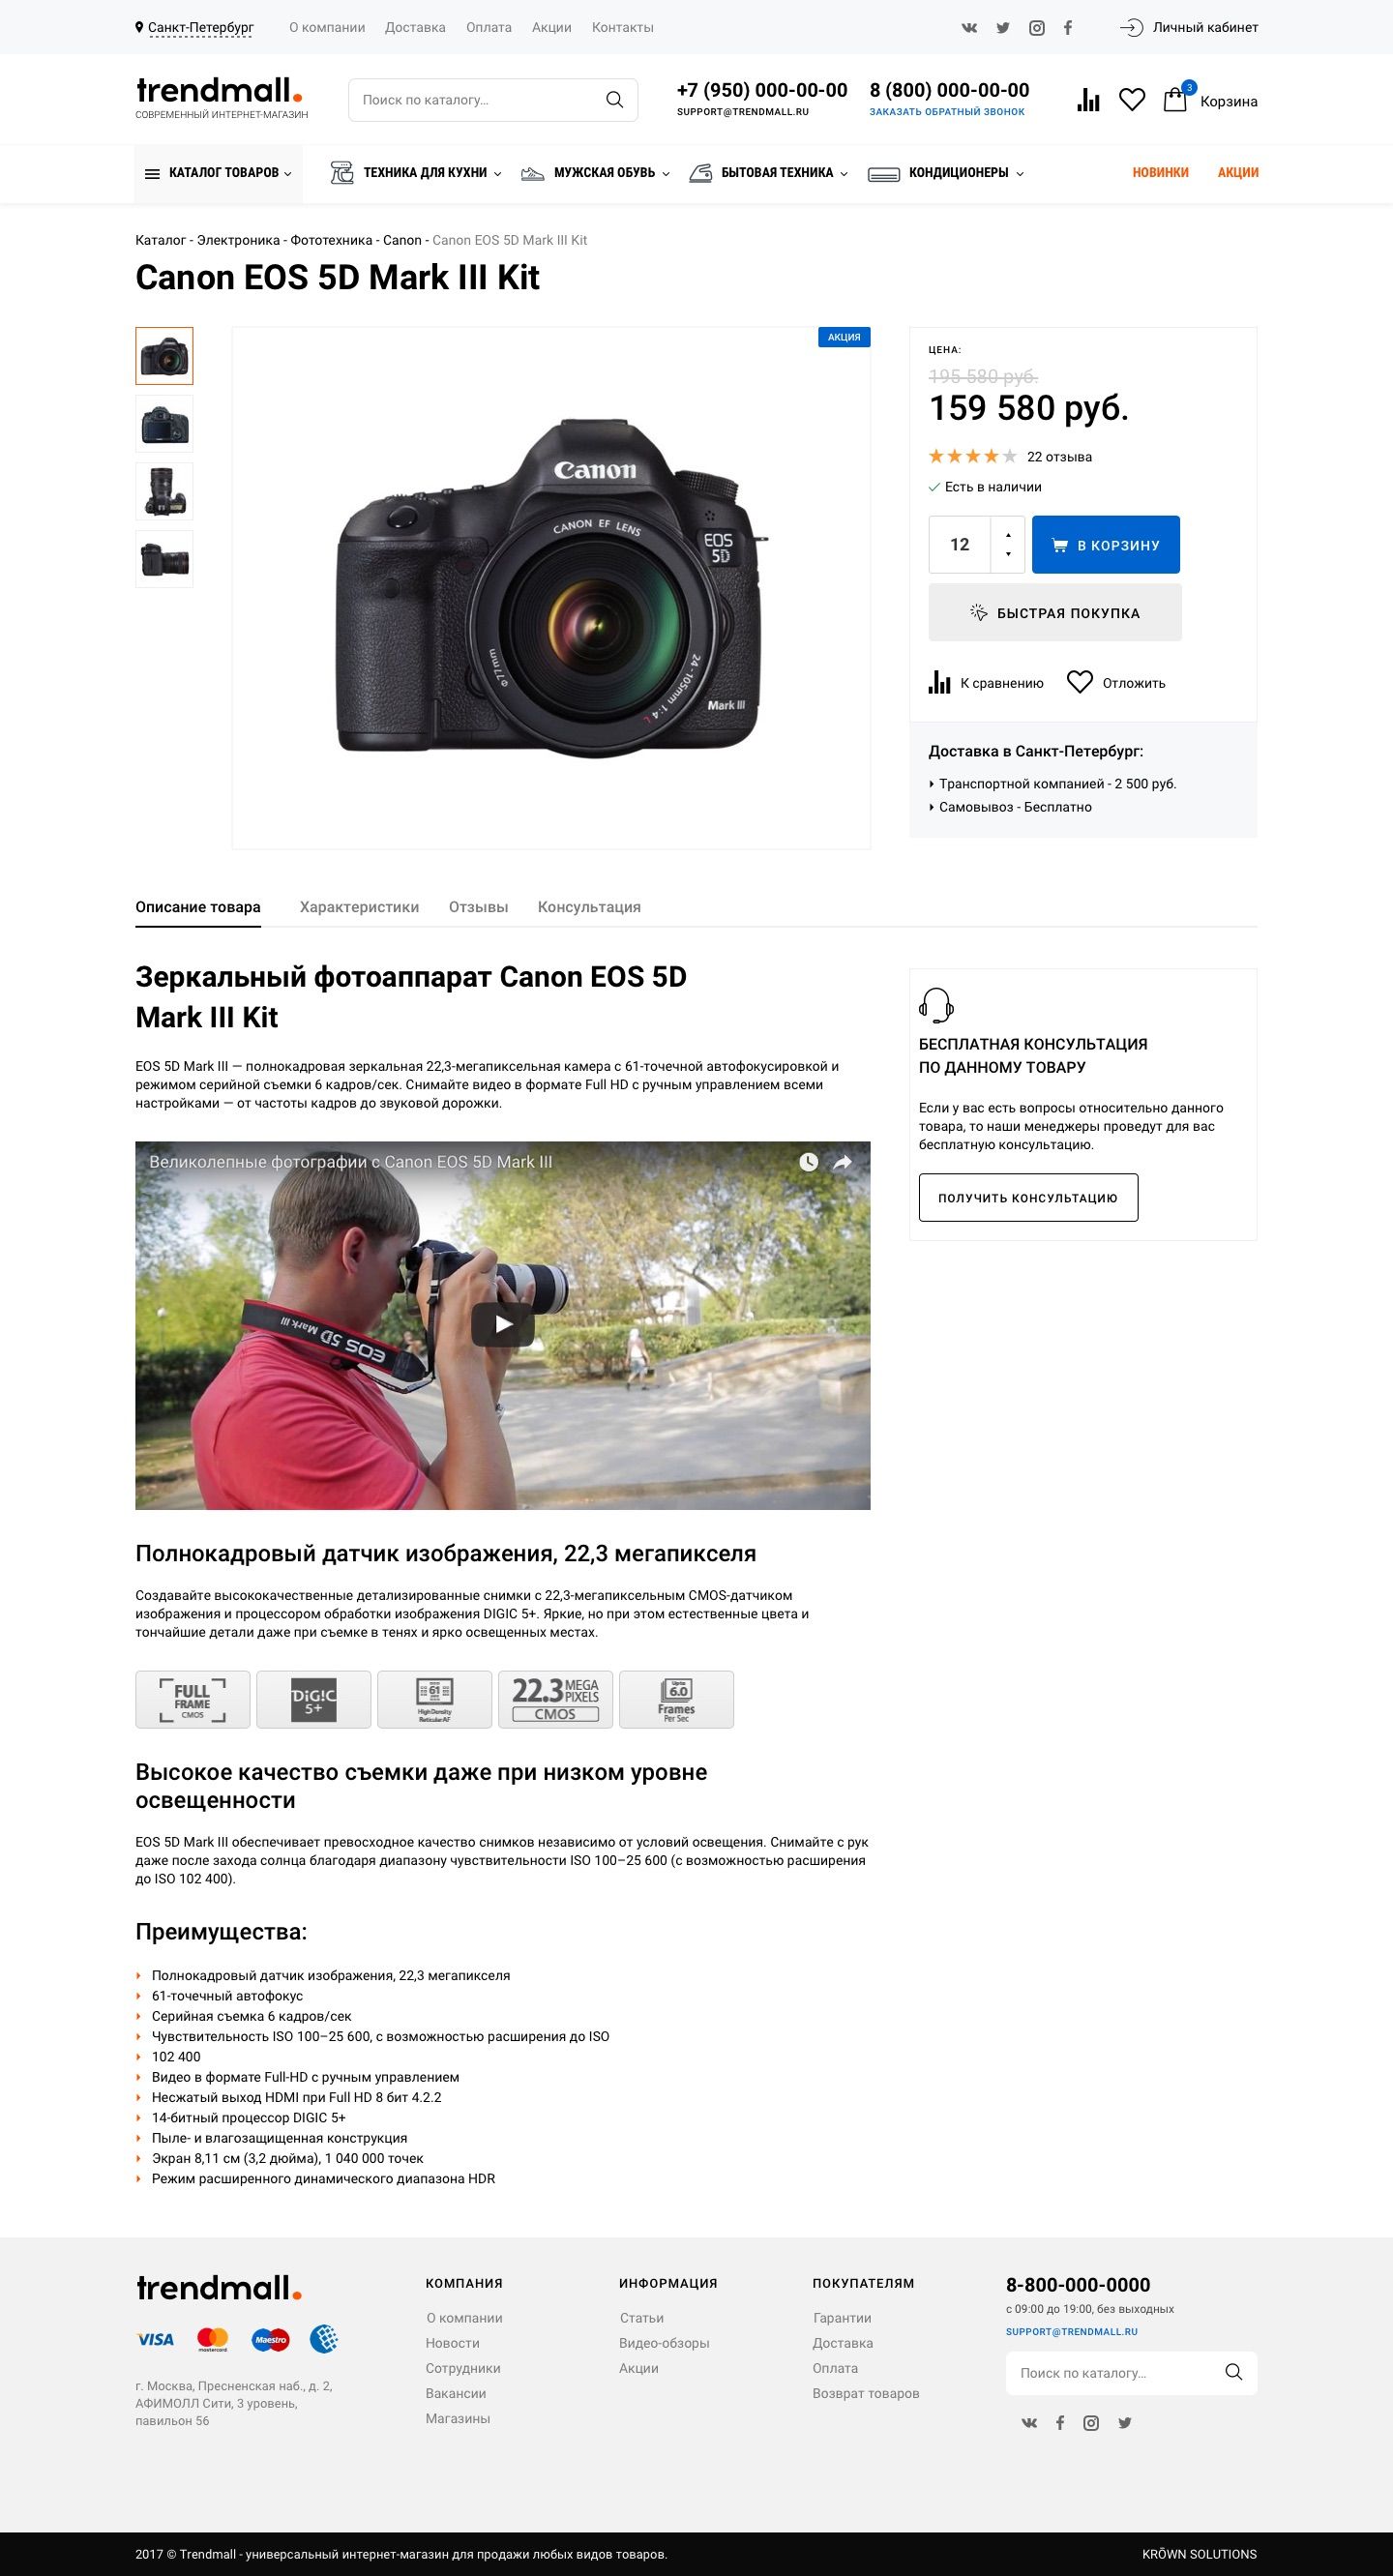 Санкт-Петербург О компании Доставка Оплата Акции Контакты Личный кабинет
trendmall.
СОВРЕМЕННЫЙ ИНТЕРНЕТ-МАГАЗИН
Поиск по каталогу...
+7 (950) 000-00-00
SUPPORT@TRENDMALL.RU
8 (800) 000-00-00
ЗАКАЗАТЬ ОБРАТНЫЙ ЗВОНОК
3
Корзина
КАТАЛОГ ТОВАРОВ ТЕХНИКА ДЛЯ КУХНИ МУЖСКАЯ ОБУВЬ БЫТОВАЯ ТЕХНИКА КОНДИЦИОНЕРЫ НОВИНКИ АКЦИИ
Каталог - Электроника - Фототехника - Canon - Canon EOS 5D Mark III Kit
Canon EOS 5D Mark III Kit
АКЦИЯ
Canon
CANON EF LENS
EOS
5D
Ф77mm
24-105mm 1:4 L
Mark III
ЦЕНА:
195 580 руб.
159 580 руб.
22 отзыва
Есть в наличии
12
В КОРЗИНУ
БЫСТРАЯ ПОКУПКА
К сравнению Отложить
Доставка в Санкт-Петербург:
Транспортной компанией - 2 500 руб.
Самовывоз - Бесплатно
Описание товара Характеристики Отзывы Консультация
Зеркальный фотоаппарат Canon EOS 5D
Mark III Kit
EOS 5D Mark III — полнокадровая зеркальная 22,3-мегапиксельная камера с 61-точечной автофокусировкой и
режимом серийной съемки 6 кадров/сек. Снимайте видео в формате Full HD с ручным управлением всеми
настройками — от частоты кадров до звуковой дорожки.
Великолепные фотографии с Canon EOS 5D Mark III
EOS 5D Mark III
БЕСПЛАТНАЯ КОНСУЛЬТАЦИЯ
ПО ДАННОМУ ТОВАРУ
Если у вас есть вопросы относительно данного
товара, то наши менеджеры проведут для вас
бесплатную консультацию.
ПОЛУЧИТЬ КОНСУЛЬТАЦИЮ
Полнокадровый датчик изображения, 22,3 мегапикселя
Создавайте высококачественные детализированные снимки с 22,3-мегапиксельным CMOS-датчиком
изображения и процессором обработки изображения DIGIC 5+. Яркие, но при этом естественные цвета и
тончайшие детали даже при съемке в тенях и ярко освещенных местах.
FULL
FRAME
CMOS
DIGIC
5+
61
High Density
Reticular AF
22.3 MEGA
PIXELS
CMOS
Up to
6.0
Frames
Per Sec
Высокое качество съемки даже при низком уровне
освещенности
EOS 5D Mark III обеспечивает превосходное качество снимков независимо от условий освещения. Снимайте с рук
даже после захода солнца благодаря диапазону чувствительности ISO 100–25 600 (с возможностью расширения
до ISO 102 400).
Преимущества:
Полнокадровый датчик изображения, 22,3 мегапикселя
61-точечный автофокус
Серийная съемка 6 кадров/сек
Чувствительность ISO 100–25 600, с возможностью расширения до ISO
102 400
Видео в формате Full-HD с ручным управлением
Несжатый выход HDMI при Full HD 8 бит 4.2.2
14-битный процессор DIGIC 5+
Пыле- и влагозащищенная конструкция
Экран 8,11 см (3,2 дюйма), 1 040 000 точек
Режим расширенного динамического диапазона HDR
trendmall.
VISA mastercard Maestro
г. Москва, Пресненская наб., д. 2,
АФИМОЛЛ Сити, 3 уровень,
павильон 56
КОМПАНИЯ
О компании
Новости
Сотрудники
Вакансии
Магазины
ИНФОРМАЦИЯ
Статьи
Видео-обзоры
Акции
ПОКУПАТЕЛЯМ
Гарантии
Доставка
Оплата
Возврат товаров
8-800-000-0000
с 09:00 до 19:00, без выходных
SUPPORT@TRENDMALL.RU
Поиск по каталогу...
2017 © Trendmall - универсальный интернет-магазин для продажи любых видов товаров.
KRŌWN SOLUTIONS